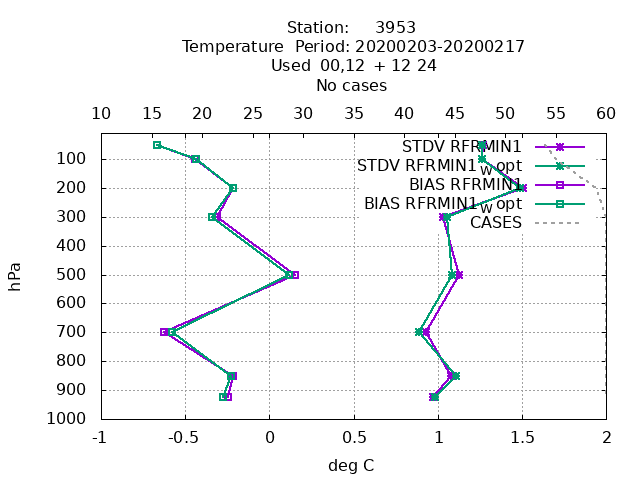 Station: 3953
Temperature Period: 20200203-20200217
Used 00,12 + 12 24
No cases
10 15 20 25 30 35 40 45 50 55 60
STDV RFRMIN1
STDV RFRMIN1_w opt
BIAS RFRMIN1
BIAS RFRMIN1_w opt
CASES
hPa
100
200
300
400
500
600
700
800
900
1000
-1 -0.5 0 0.5 1 1.5 2
deg C